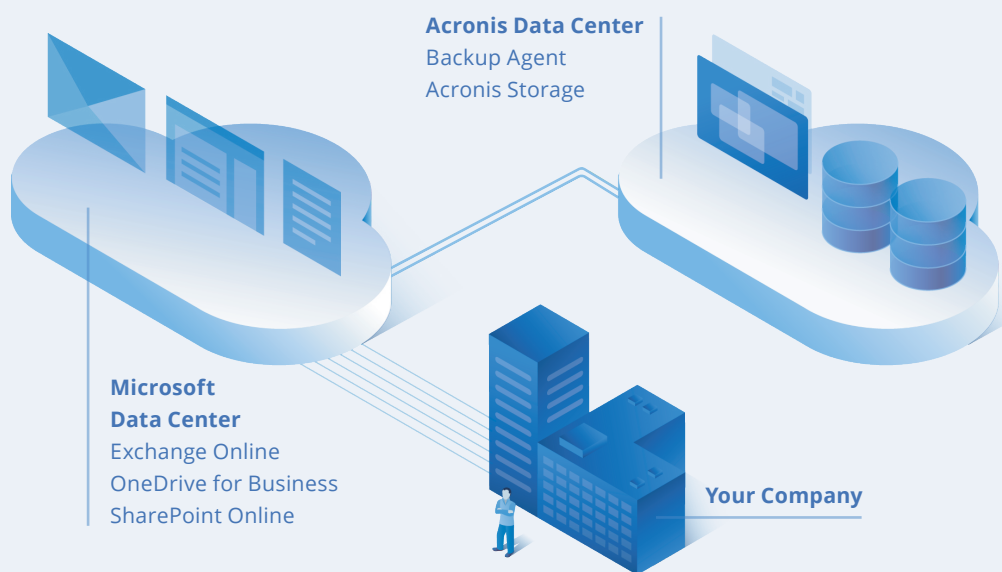 Acronis Data Center
Backup Agent
Acronis Storage
Microsoft
Data Center
Exchange Online
OneDrive for Business
SharePoint Online
Your Company